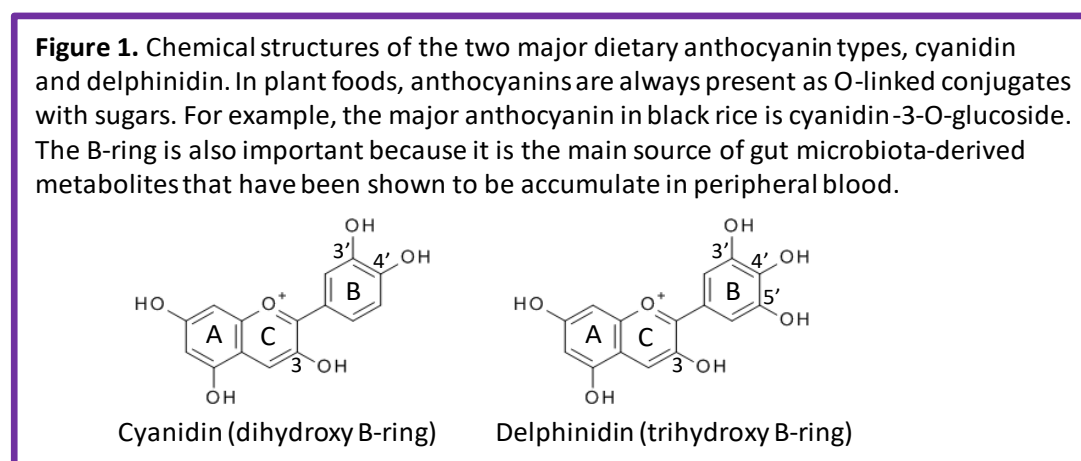 Figure 1. Chemical structures of the two major dietary anthocyanin types, cyanidin
and delphinidin. In plant foods, anthocyanins are always present as O-linked conjugates
with sugars. For example, the major anthocyanin in black rice is cyanidin-3-O-glucoside.
The B-ring is also important because it is the main source of gut microbiota-derived
metabolites that have been shown to be accumulate in peripheral blood.
OH
3′
4′
OH
B
HO
O+
A
C
3
OH
OH
OH
3′
4′
OH
B
5′
OH
HO
O+
A
C
3
OH
OH
Cyanidin (dihydroxy B-ring)
Delphinidin (trihydroxy B-ring)